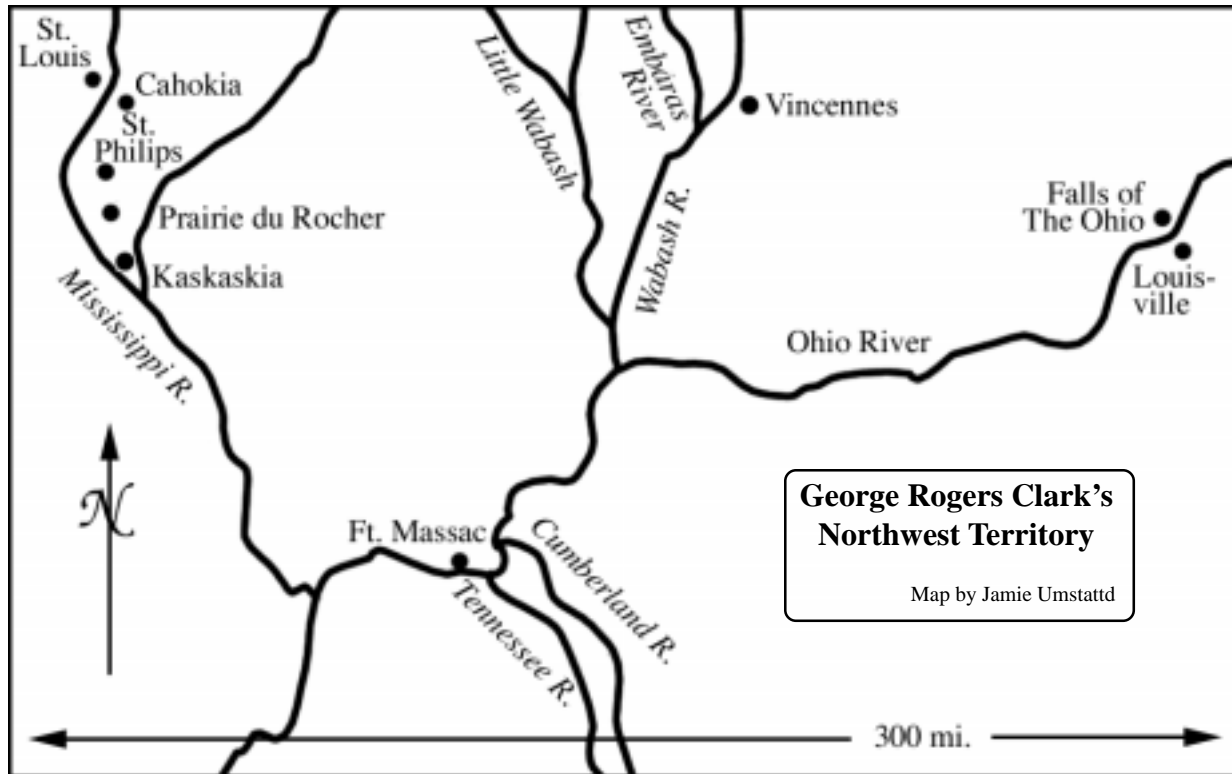 St.
Louis
Cahokia
St.
Philips
Prairie du Rocher
Kaskaskia
Mississippi R.
Little Wabash
Embaras
River
Vincennes
Wabash R.
Falls of
The Ohio
Louis-
ville
Ohio River
N
Ft. Massac
Cumberland R.
Tennessee R.
George Rogers Clark's
Northwest Territory
Map by Jamie Umstattd
300 mi.